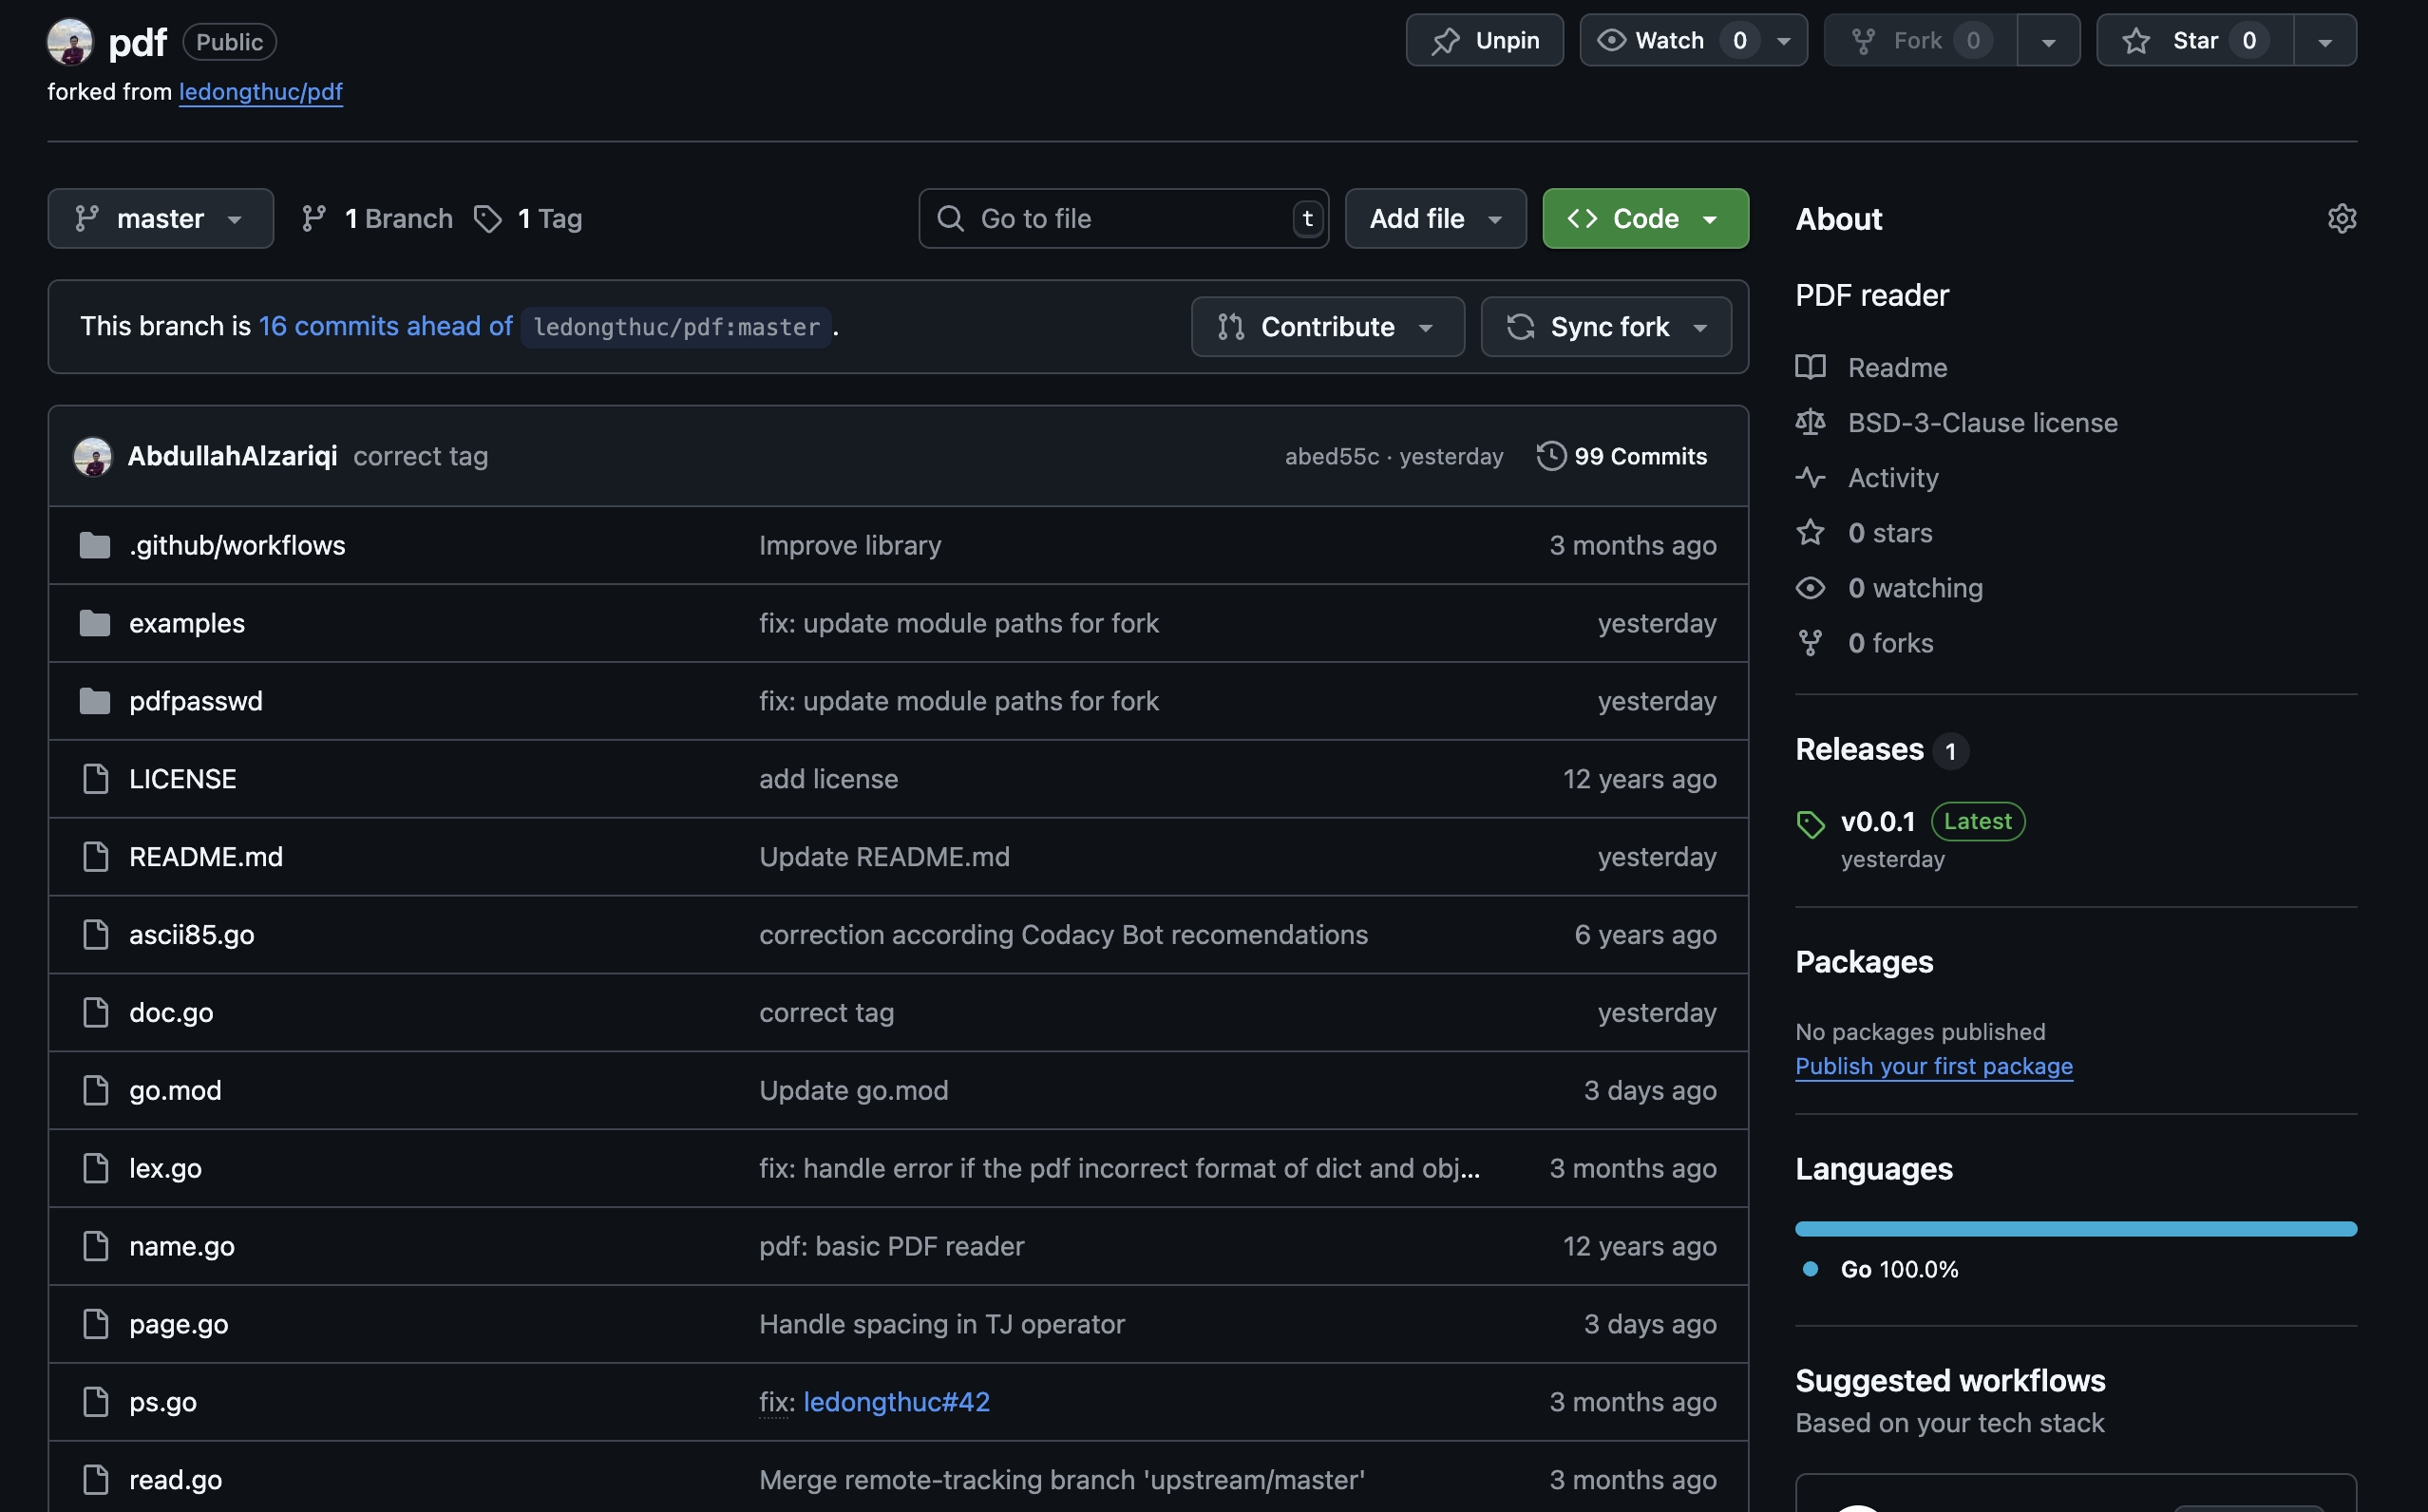 pdf Public
Unpin Watch 0 Fork 0 Star 0
forked from ledongthuc/pdf
master 1 Branch 1 Tag Go to file t Add file Code
This branch is 16 commits ahead of ledongthuc/pdf:master . Contribute Sync fork
AbdullahAlzariqi correct tag abed55c · yesterday 99 Commits
.github/workflows Improve library 3 months ago
examples fix: update module paths for fork yesterday
pdfpasswd fix: update module paths for fork yesterday
LICENSE add license 12 years ago
README.md Update README.md yesterday
ascii85.go correction according Codacy Bot recomendations 6 years ago
doc.go correct tag yesterday
go.mod Update go.mod 3 days ago
lex.go fix: handle error if the pdf incorrect format of dict and obj... 3 months ago
name.go pdf: basic PDF reader 12 years ago
page.go Handle spacing in TJ operator 3 days ago
ps.go fix: ledongthuc#42 3 months ago
read.go Merge remote-tracking branch 'upstream/master' 3 months ago
About
PDF reader
Readme
BSD-3-Clause license
Activity
0 stars
0 watching
0 forks
Releases 1
v0.0.1 Latest
yesterday
Packages
No packages published
Publish your first package
Languages
Go 100.0%
Suggested workflows
Based on your tech stack